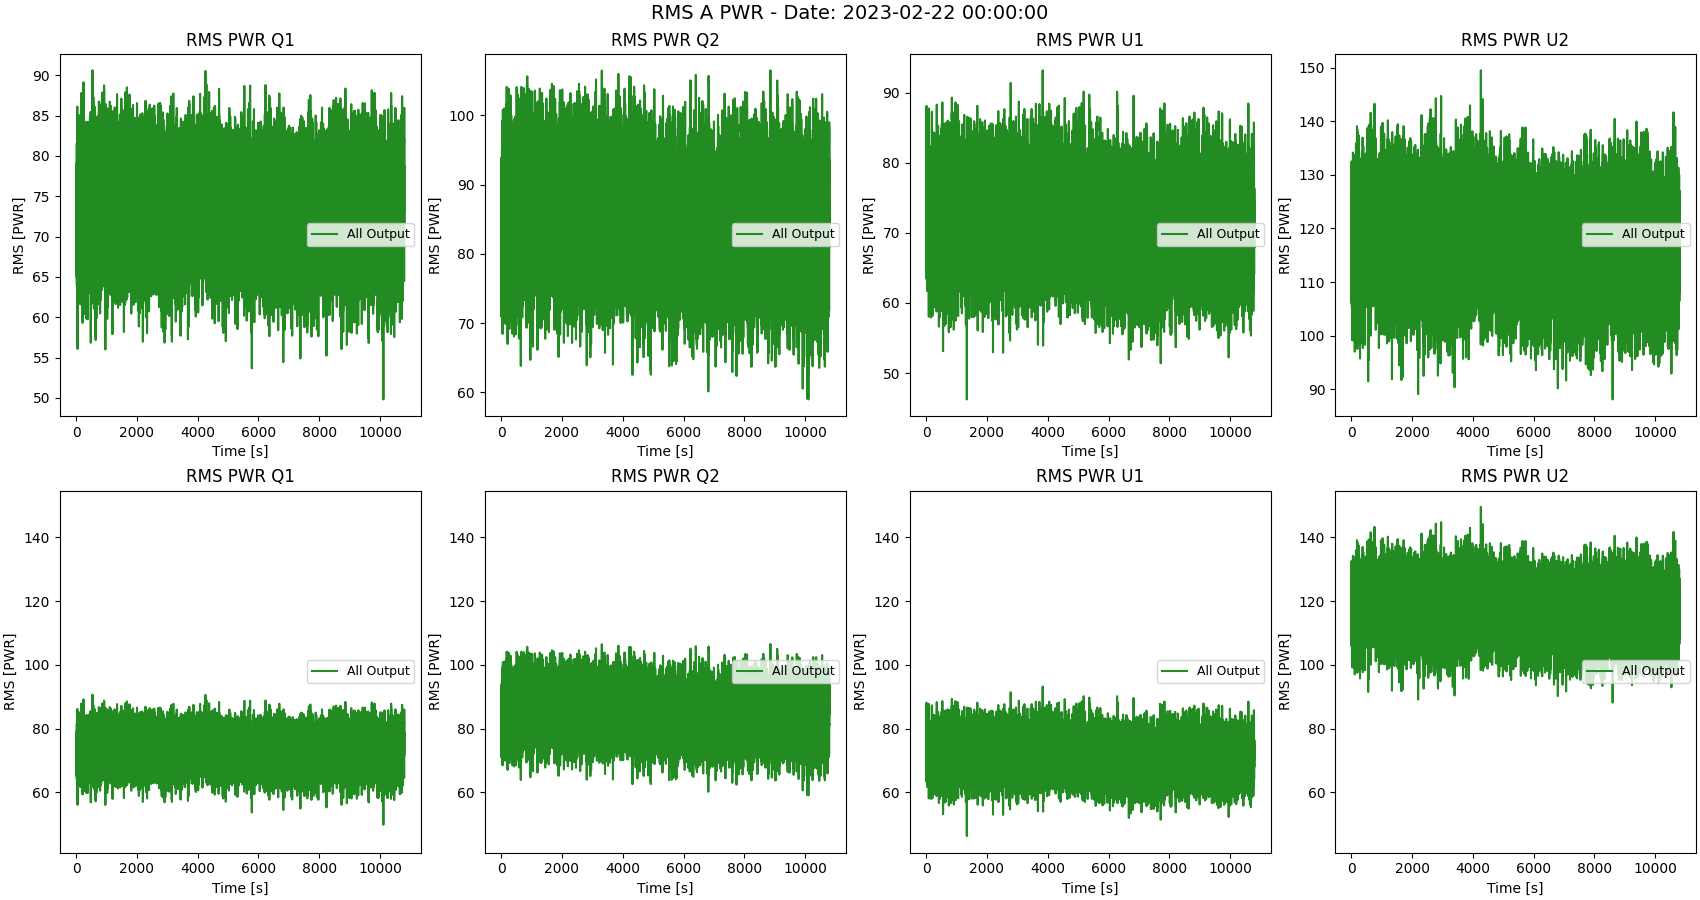 RMS A PWR - Date: 2023-02-22 00:00:00
RMS PWR Q1
RMS [PWR]
90
85
80
75
70
65
60
55
50
All Output
0 2000 4000 6000 8000 10000
Time [s]
RMS PWR Q2
RMS [PWR]
100
90
80
70
60
All Output
0 2000 4000 6000 8000 10000
Time [s]
RMS PWR U1
RMS [PWR]
90
80
70
60
50
All Output
0 2000 4000 6000 8000 10000
Time [s]
RMS PWR U2
RMS [PWR]
150
140
130
120
110
100
90
All Output
0 2000 4000 6000 8000 10000
Time [s]
RMS PWR Q1
RMS [PWR]
140
120
100
80
60
All Output
0 2000 4000 6000 8000 10000
Time [s]
RMS PWR Q2
RMS [PWR]
140
120
100
80
60
All Output
0 2000 4000 6000 8000 10000
Time [s]
RMS PWR U1
RMS [PWR]
140
120
100
80
60
All Output
0 2000 4000 6000 8000 10000
Time [s]
RMS PWR U2
RMS [PWR]
140
120
100
80
60
All Output
0 2000 4000 6000 8000 10000
Time [s]